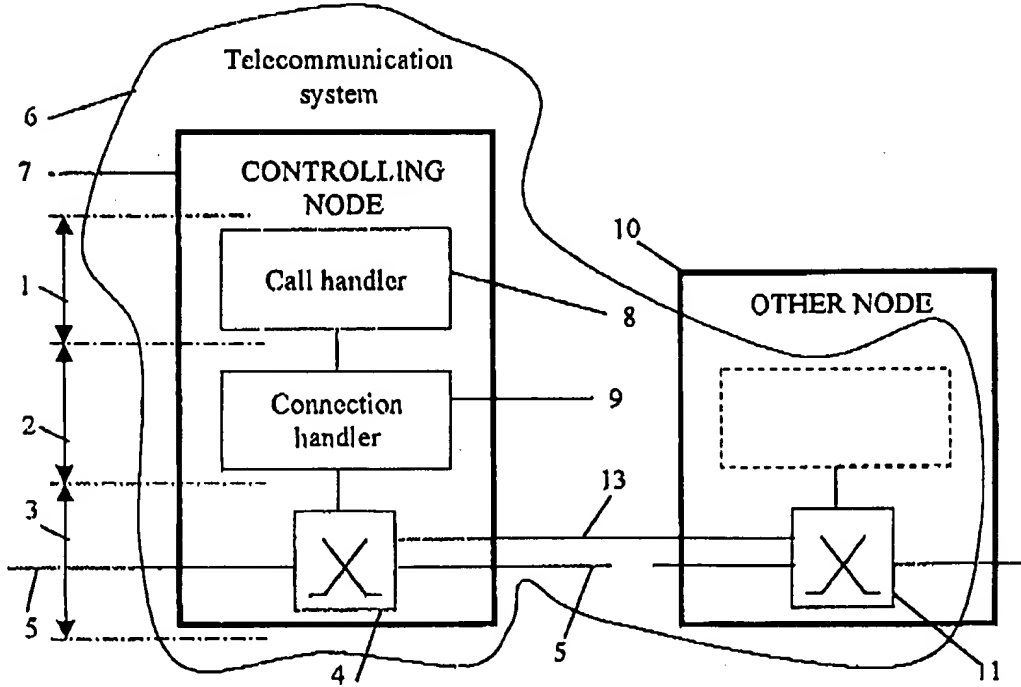 Telecommunication
system
6
7
CONTROLLING
NODE
10
1
Call handler
8
OTHER NODE
2
Connection
handler
9
3
13
5
4
5
11